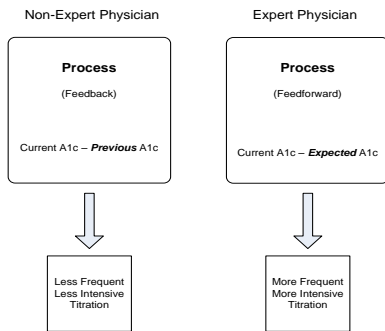 Non-Expert Physician
Process
(Feedback)
Current A1c – Previous A1c
Less Frequent
Less Intensive
Titration
Expert Physician
Process
(Feedforward)
Current A1c – Expected A1c
More Frequent
More Intensive
Titration